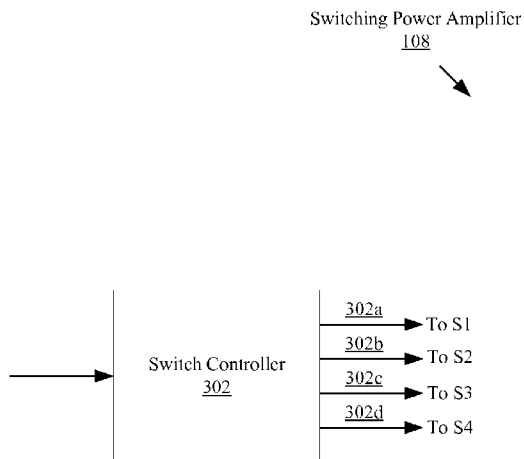 Switching Power Amplifier
108
302a
To S1
302b
To S2
Switch Controller
302
302c
To S3
302d
To S4